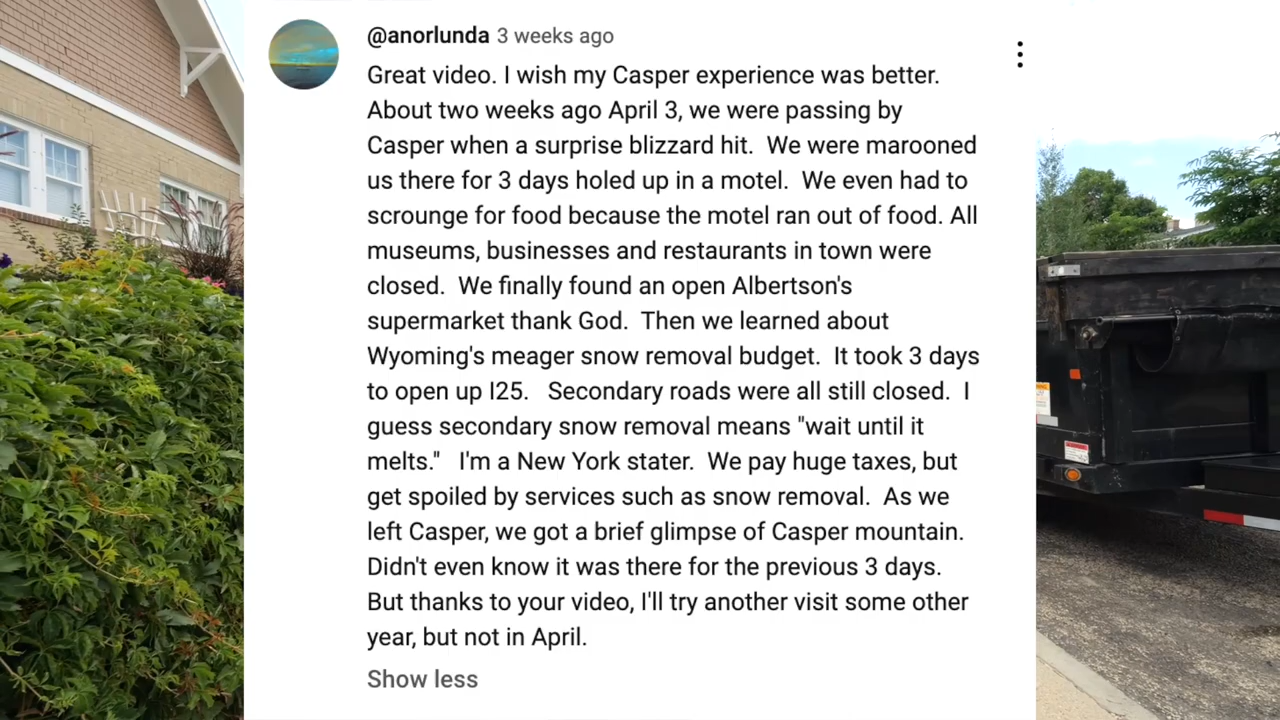 @anorlunda 3 weeks ago
Great video. I wish my Casper experience was better.
About two weeks ago April 3, we were passing by
Casper when a surprise blizzard hit.  We were marooned
us there for 3 days holed up in a motel.  We even had to
scrounge for food because the motel ran out of food. All
museums, businesses and restaurants in town were
closed.  We finally found an open Albertson's
supermarket thank God.  Then we learned about
Wyoming's meager snow removal budget.  It took 3 days
to open up I25.   Secondary roads were all still closed.  I
guess secondary snow removal means "wait until it
melts."   I'm a New York stater.  We pay huge taxes, but
get spoiled by services such as snow removal.  As we
left Casper, we got a brief glimpse of Casper mountain.
Didn't even know it was there for the previous 3 days.
But thanks to your video, I'll try another visit some other
year, but not in April.
Show less